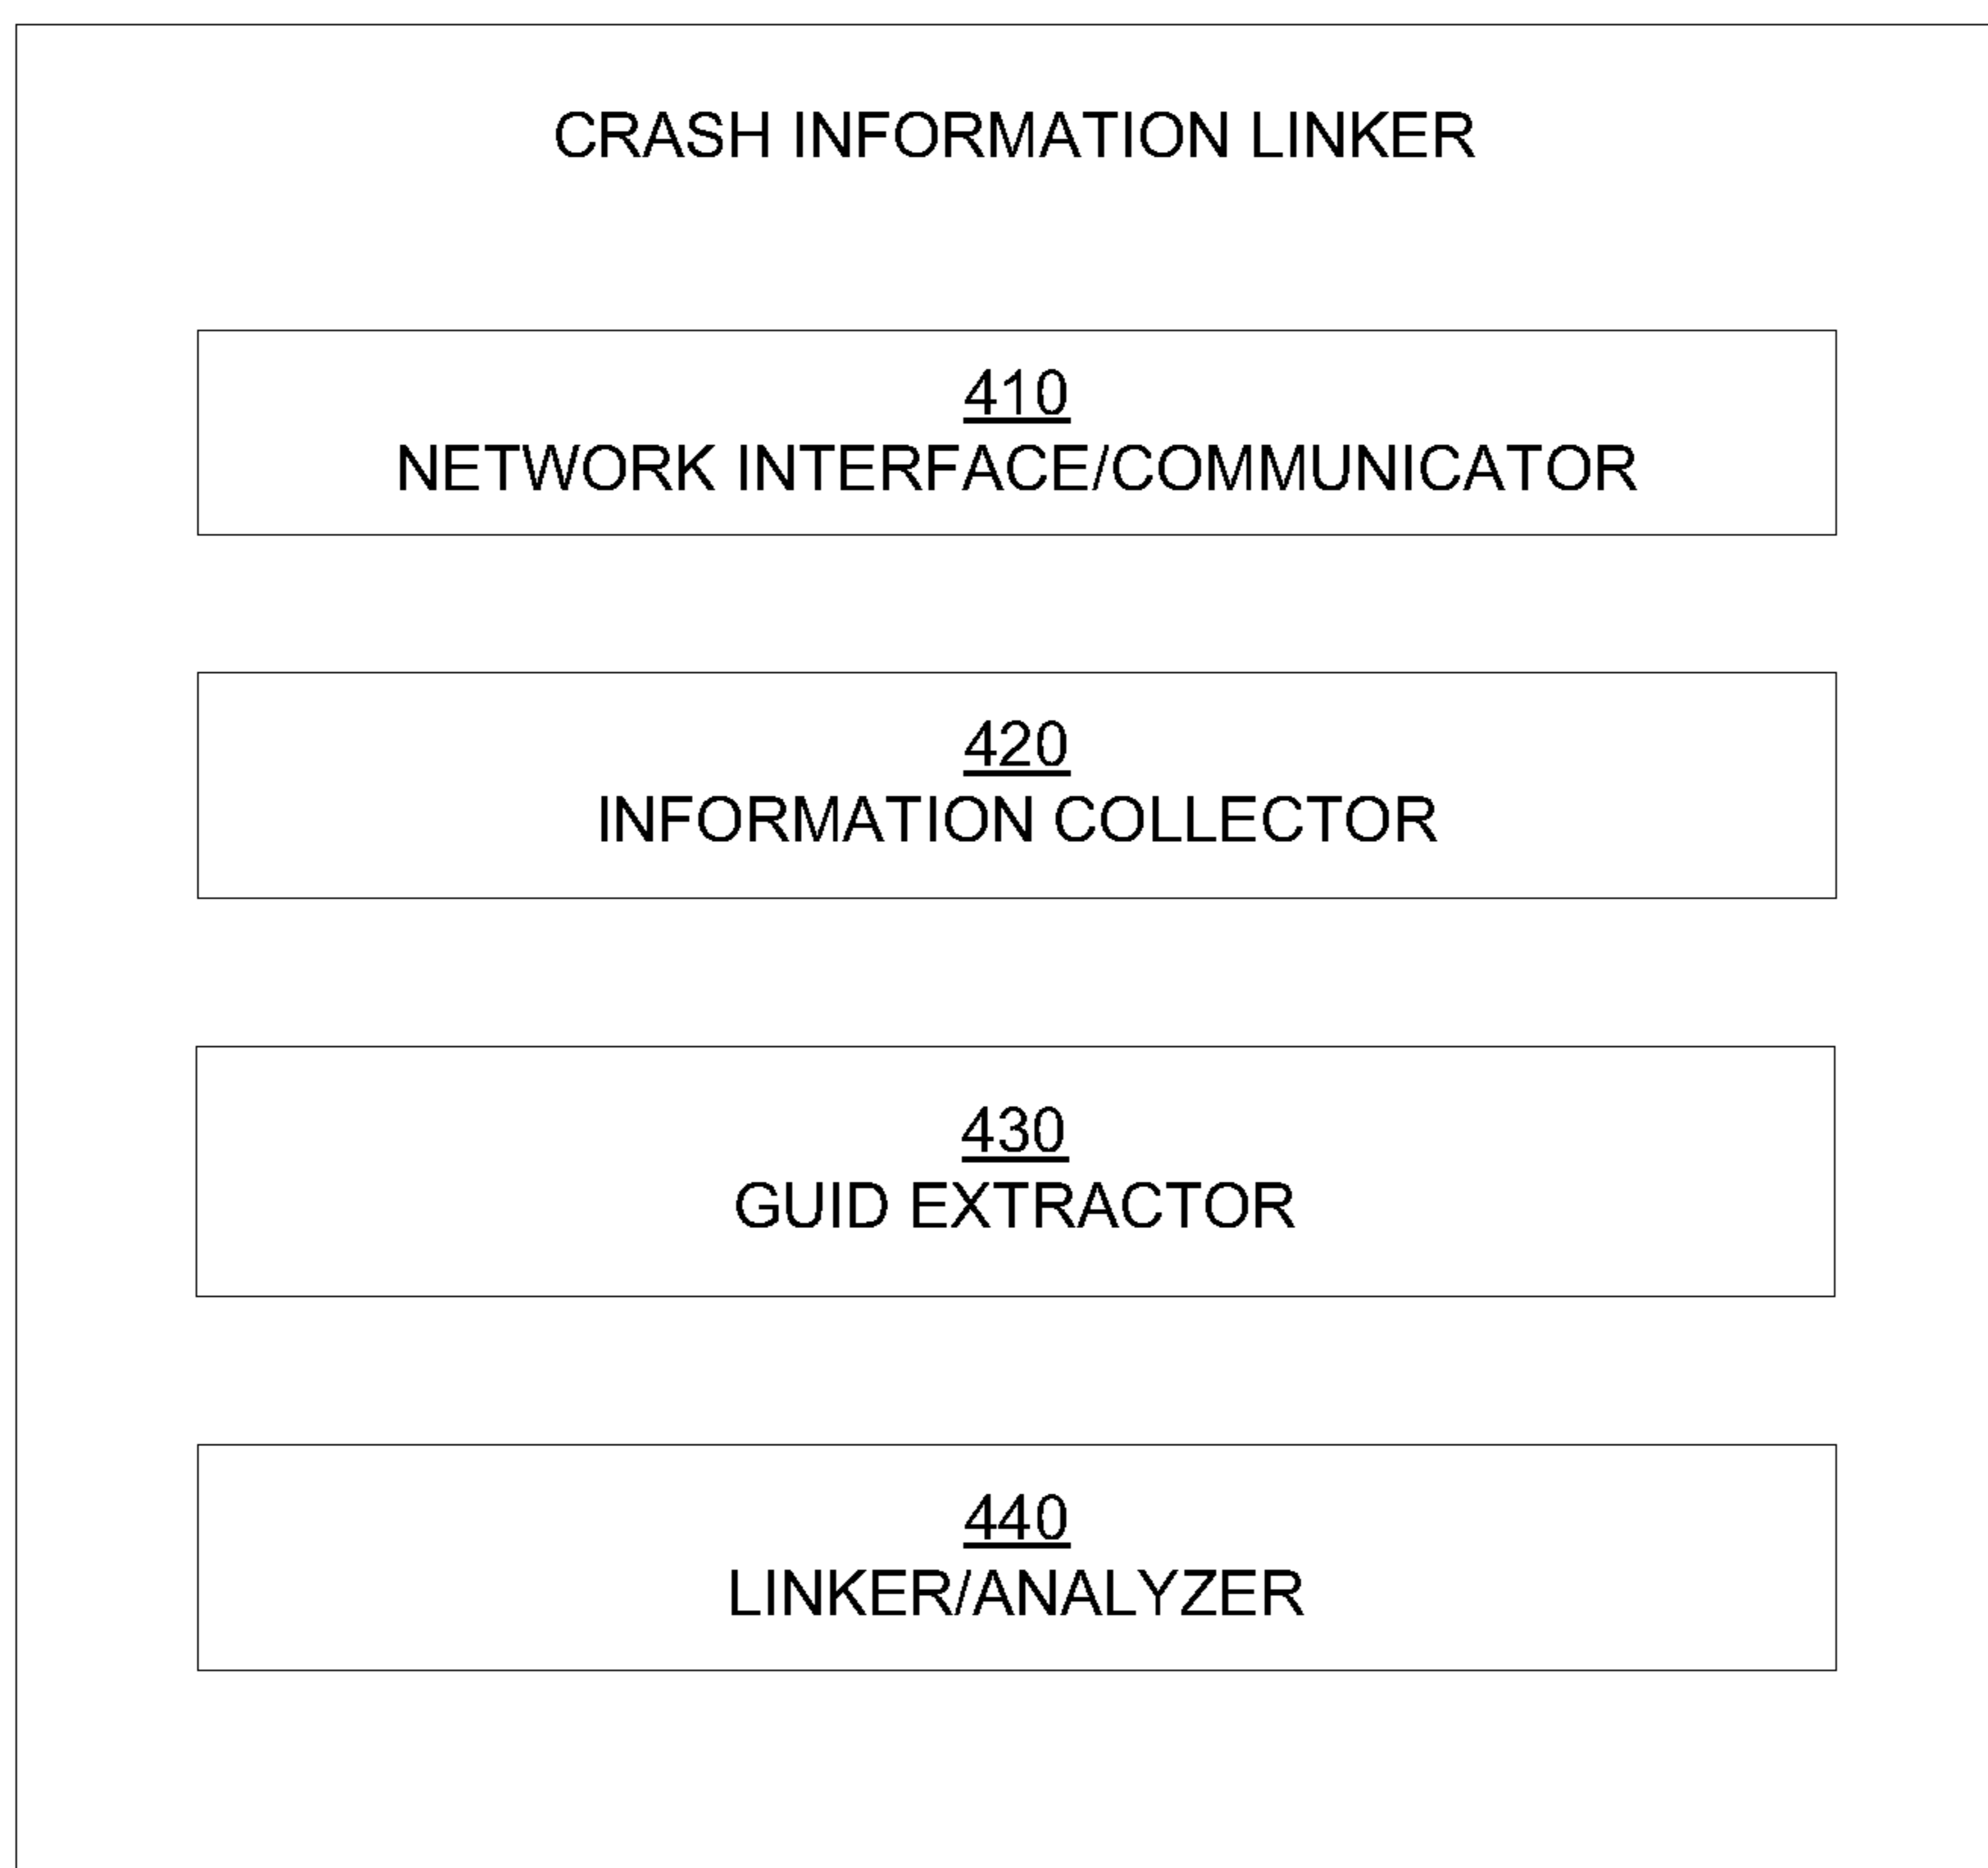 CRASH INFORMATION LINKER
410
NETWORK INTERFACE/COMMUNICATOR
420
INFORMATION COLLECTOR
430
GUID EXTRACTOR
440
LINKER/ANALYZER